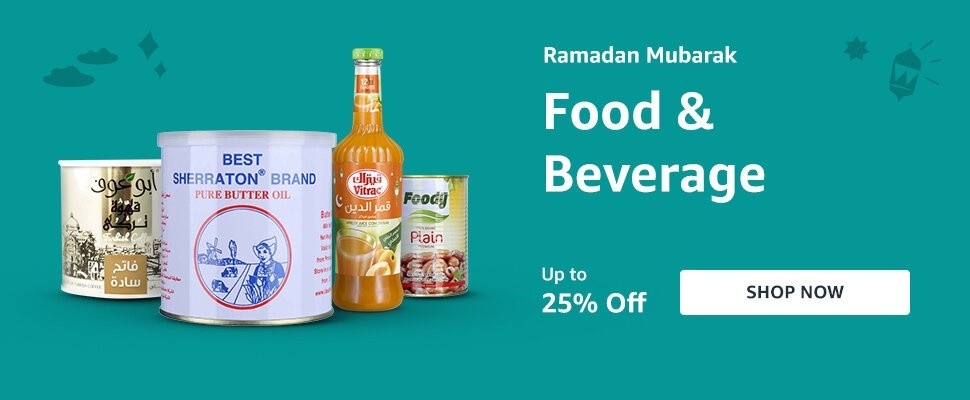 Ramadan Mubarak
Food &
Beverage
Up to
25% Off
SHOP NOW
أبو عوف
قهوة
تركي
فاتح
سادة
BEST
SHERRATON® BRAND
PURE BUTTER OIL
فيتراك
Vitrac
قمر الدين
Foody
Plain